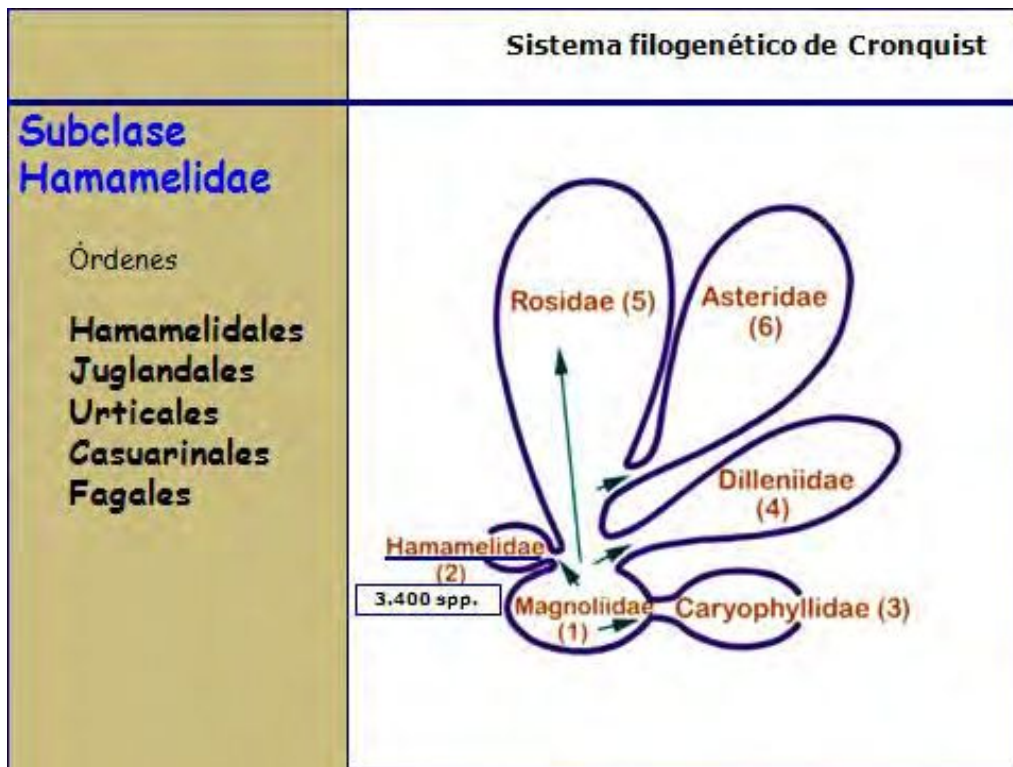 Sistema filogenético de Cronquist
Subclase
Hamamelidae
Órdenes
Hamamelidales
Juglandales
Urticales
Casuarinales
Fagales
Rosidae (5)
Asteridae
(6)
Dilleniidae
(4)
Hamamelidae
(2)
3.400 spp.
Magnoliidae
(1)
Caryophyllidae (3)